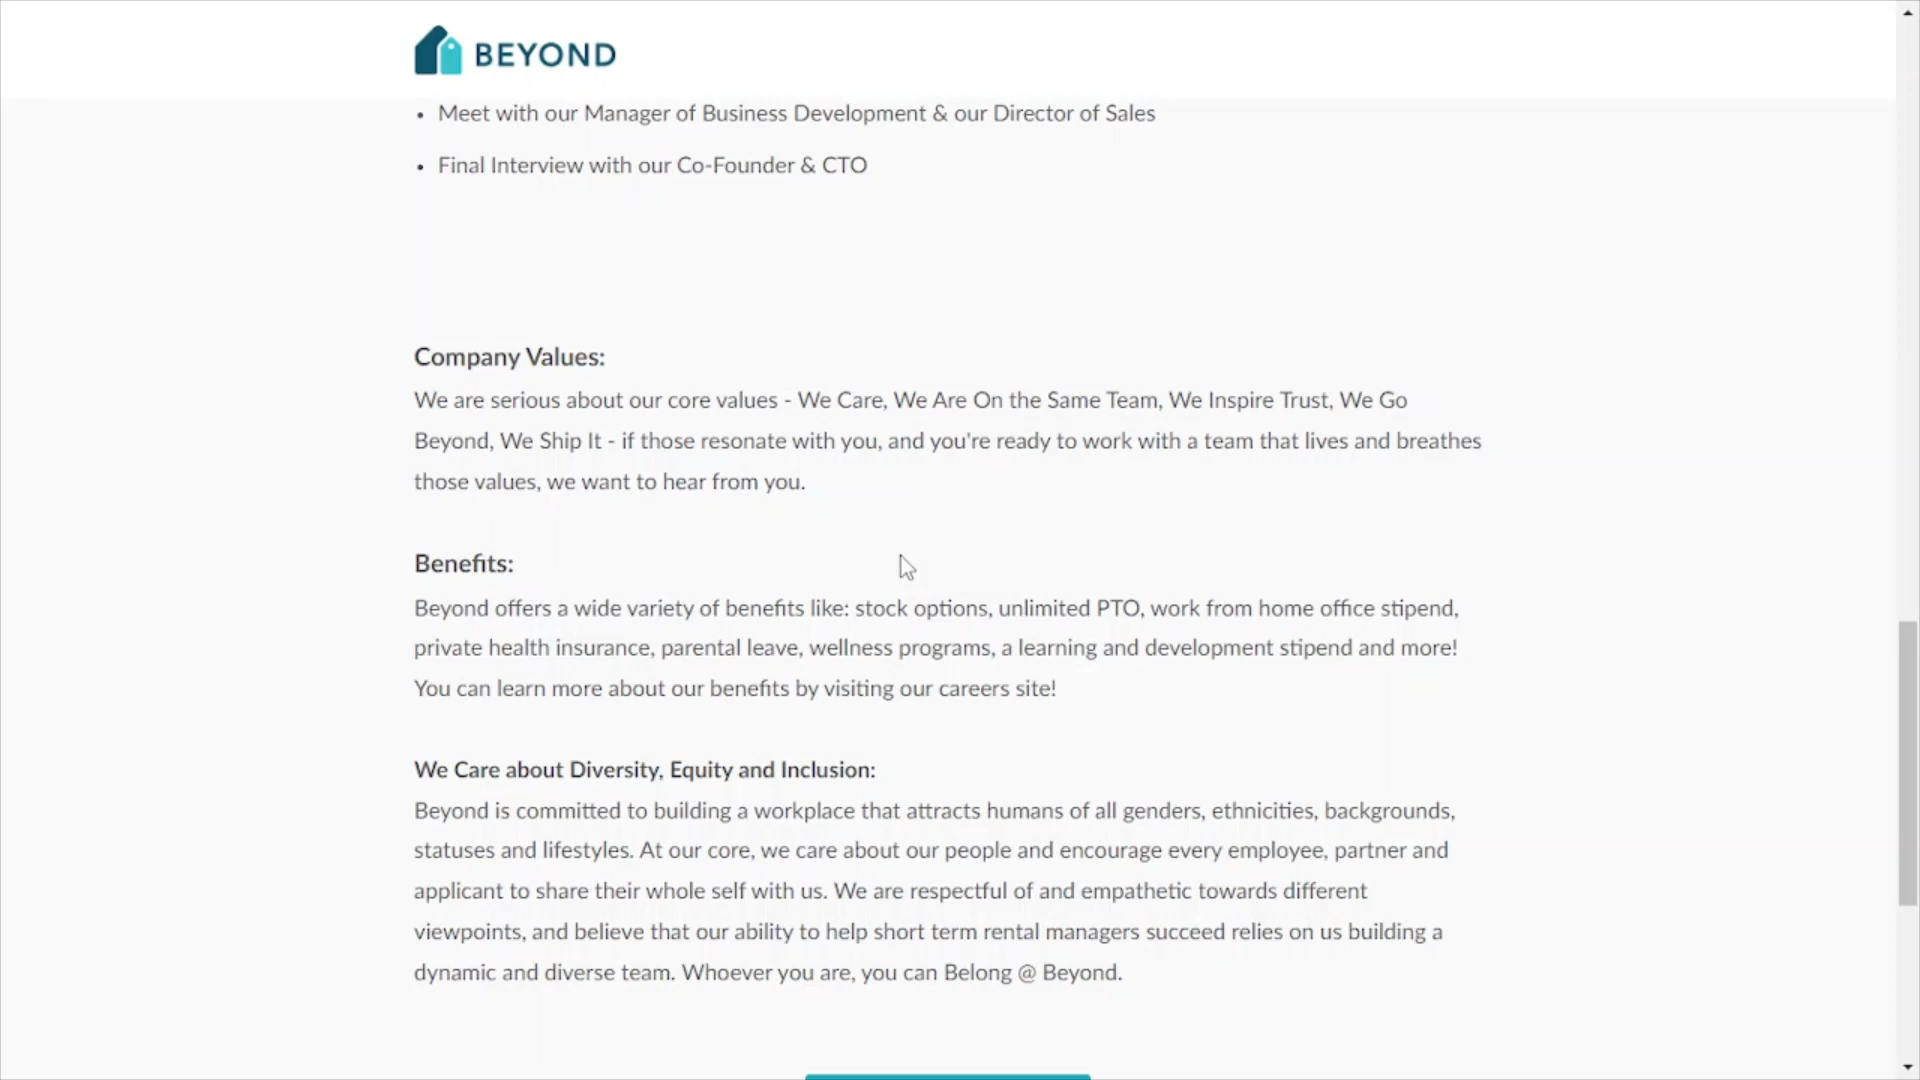 BEYOND
• Meet with our Manager of Business Development & our Director of Sales
• Final Interview with our Co-Founder & CTO
Company Values:
We are serious about our core values - We Care, We Are On the Same Team, We Inspire Trust, We Go
Beyond, We Ship It - if those resonate with you, and you're ready to work with a team that lives and breathes
those values, we want to hear from you.
Benefits:
Beyond offers a wide variety of benefits like: stock options, unlimited PTO, work from home office stipend,
private health insurance, parental leave, wellness programs, a learning and development stipend and more!
You can learn more about our benefits by visiting our careers site!
We Care about Diversity, Equity and Inclusion:
Beyond is committed to building a workplace that attracts humans of all genders, ethnicities, backgrounds,
statuses and lifestyles. At our core, we care about our people and encourage every employee, partner and
applicant to share their whole self with us. We are respectful of and empathetic towards different
viewpoints, and believe that our ability to help short term rental managers succeed relies on us building a
dynamic and diverse team. Whoever you are, you can Belong @ Beyond.